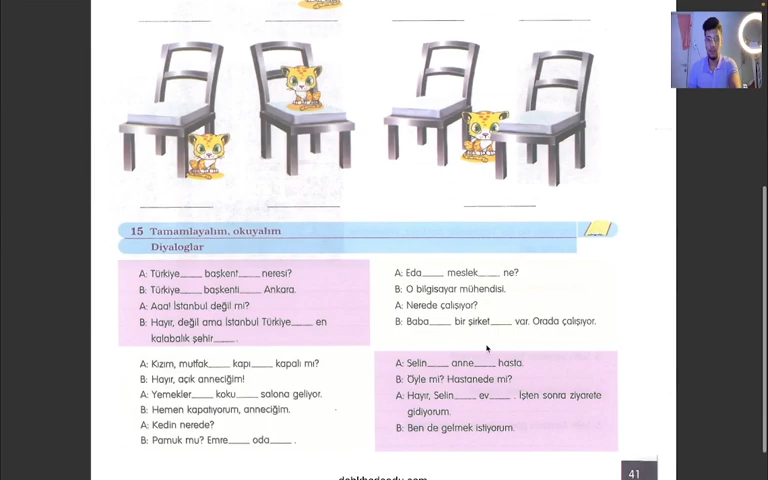 15 Tamamlayalım, okuyalım
Diyaloglar
A: Türkiye____ başkent____ neresi?
B: Türkiye____ başkenti____ Ankara.
A: Aaa! İstanbul değil mi?
B: Hayır, değil ama İstanbul Türkiye____ en
kalabalık şehir____.
A: Kızım, mutfak____ kapı____ kapalı mı?
B: Hayır, açık anneciğim!
A: Yemekler____ koku____ salona geliyor.
B: Hemen kapatıyorum, anneciğim.
A: Kedin nerede?
B: Pamuk mu? Emre____ oda____.
A: Eda____ meslek____ ne?
B: O bilgisayar mühendisi.
A: Nerede çalışıyor?
B: Baba____ bir şirket____ var. Orada çalışıyor.
A: Selin____ anne____ hasta.
B: Öyle mi? Hastanede mi?
A: Hayır, Selin____ ev____. İşten sonra ziyarete
gidiyorum.
B: Ben de gelmek istiyorum.
41